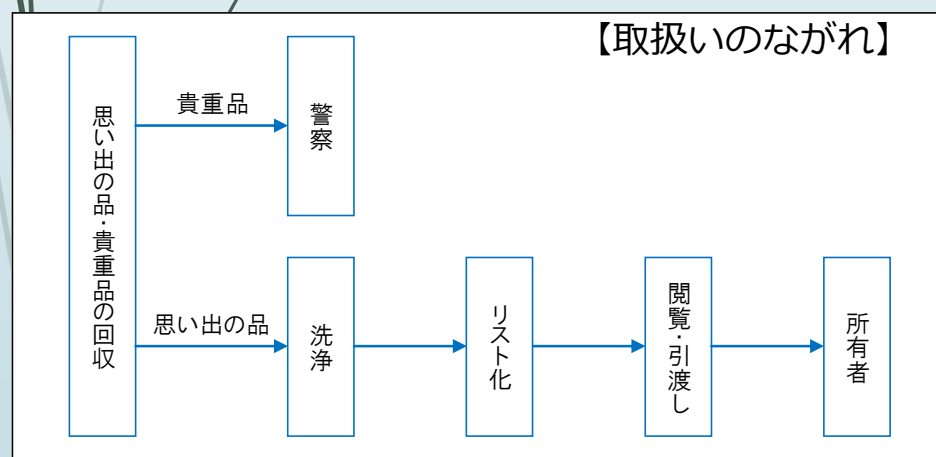 【取扱いのながれ】
思い出の品・貴重品の回収
貴重品
警察
思い出の品
洗浄
リスト化
閲覧・引渡し
所有者